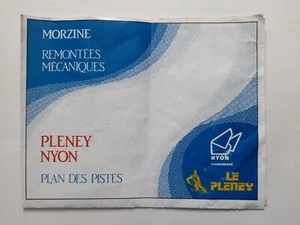 MORZINE
REMONTÉES
MÉCANIQUES
PLENEY
NYON
PLAN DES PISTES
NYON
LE
PLENEY